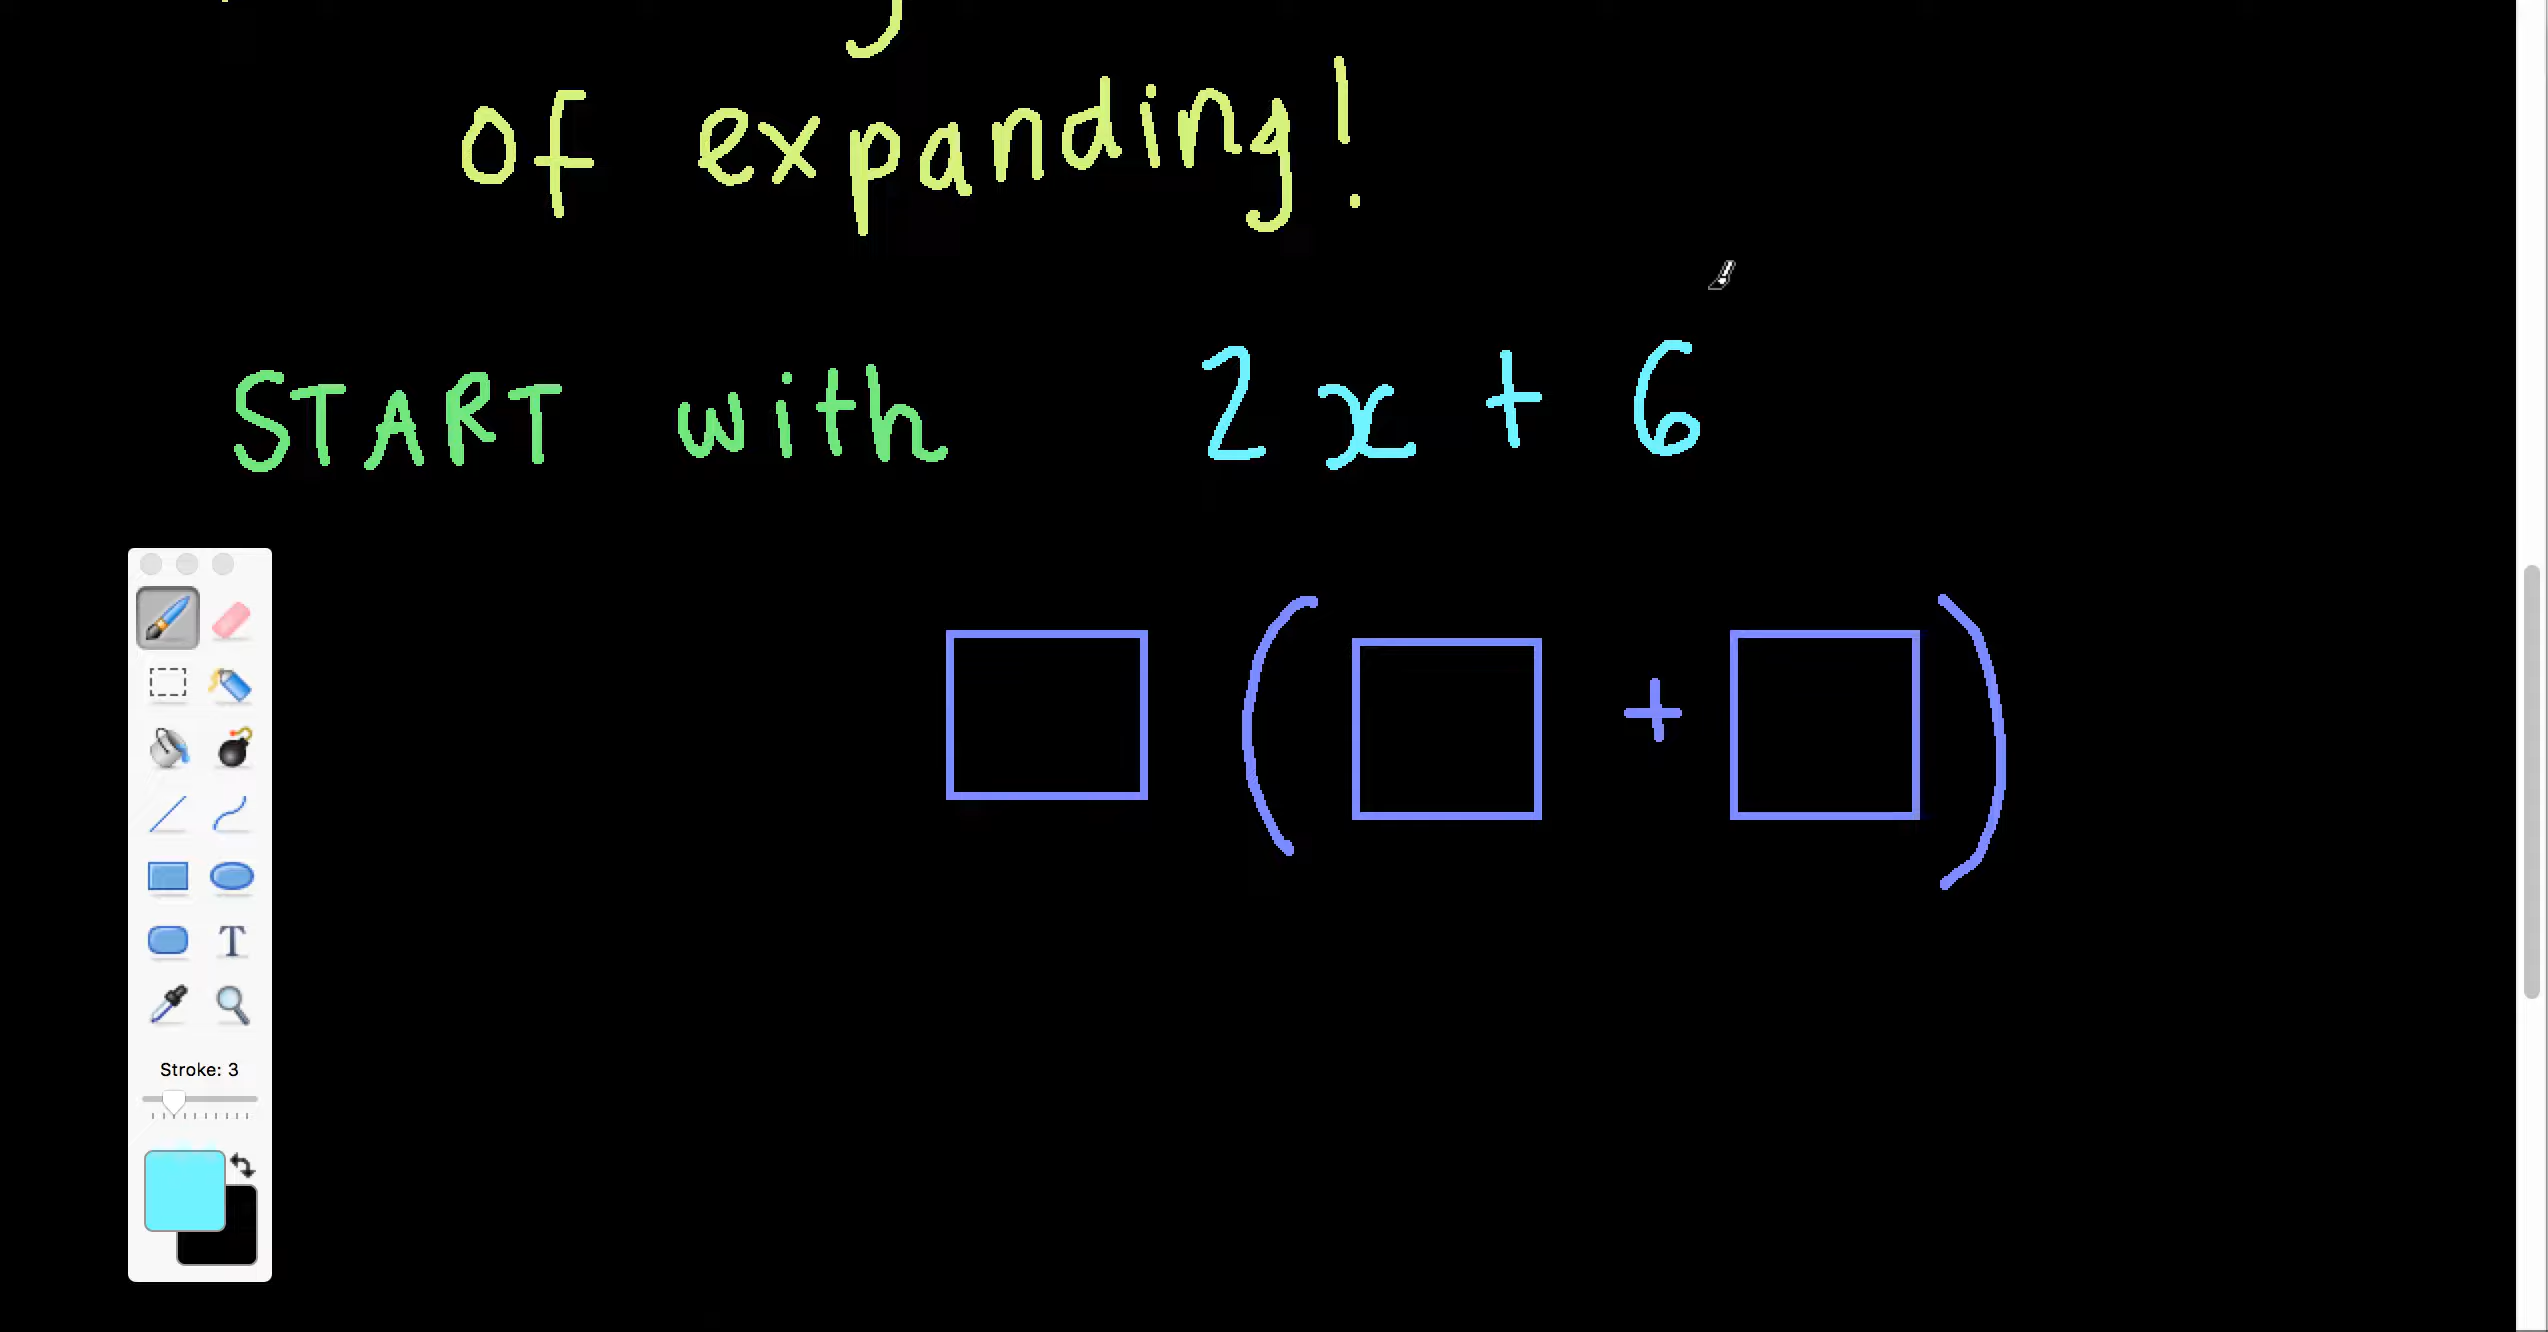 of expanding!
START with 2x + 6
( + )
T
Stroke: 3